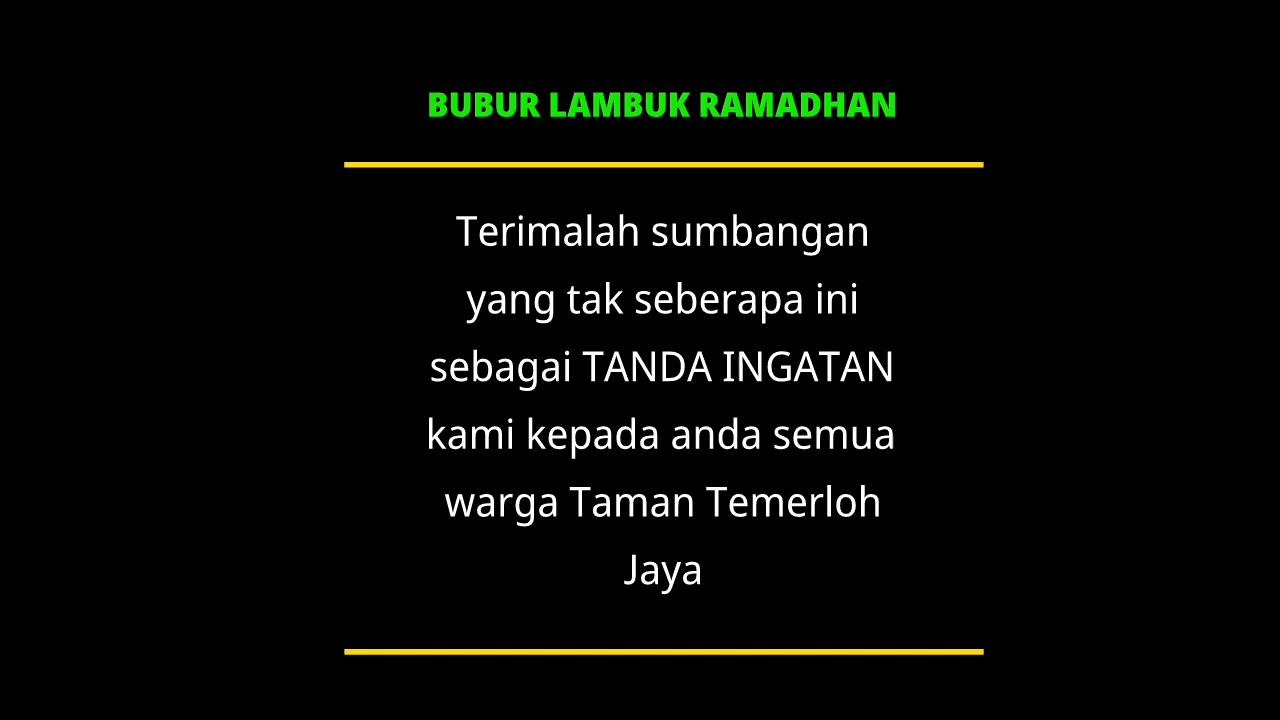 BUBUR LAMBUK RAMADHAN
Terimalah sumbangan
yang tak seberapa ini
sebagai TANDA INGATAN
kami kepada anda semua
warga Taman Temerloh
Jaya